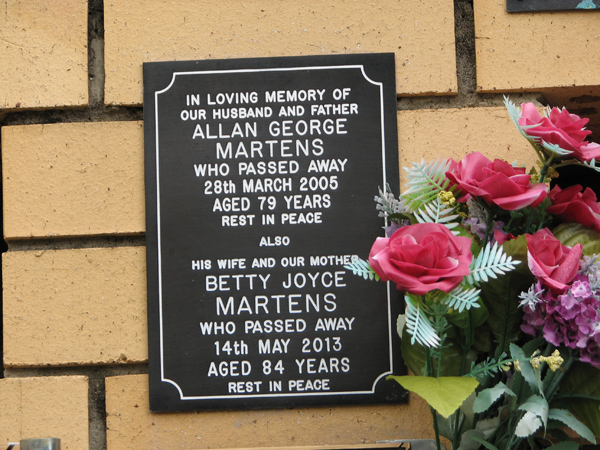 IN LOVING MEMORY OF
OUR HUSBAND AND FATHER
ALLAN GEORGE
MARTENS
WHO PASSED AWAY
28th MARCH 2005
AGED 79 YEARS
REST IN PEACE
ALSO
HIS WIFE AND OUR MOTHER
BETTY JOYCE
MARTENS
WHO PASSED AWAY
14th MAY 2013
AGED 84 YEARS
REST IN PEACE